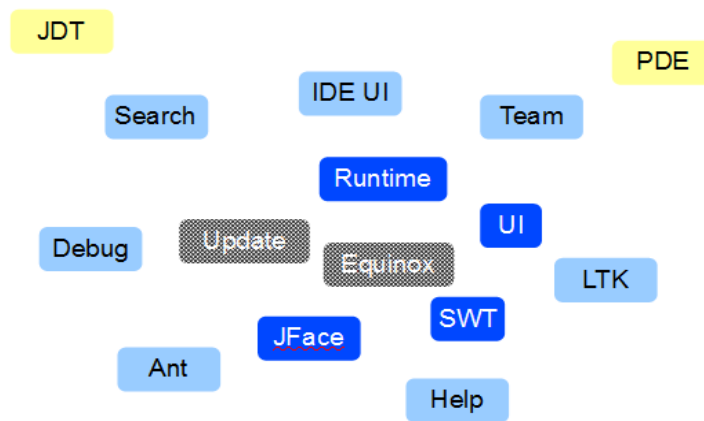 JDT
PDE
IDE UI
Search
Team
Runtime
UI
Update
Debug
Equinox
LTK
SWT
JFace
Ant
Help